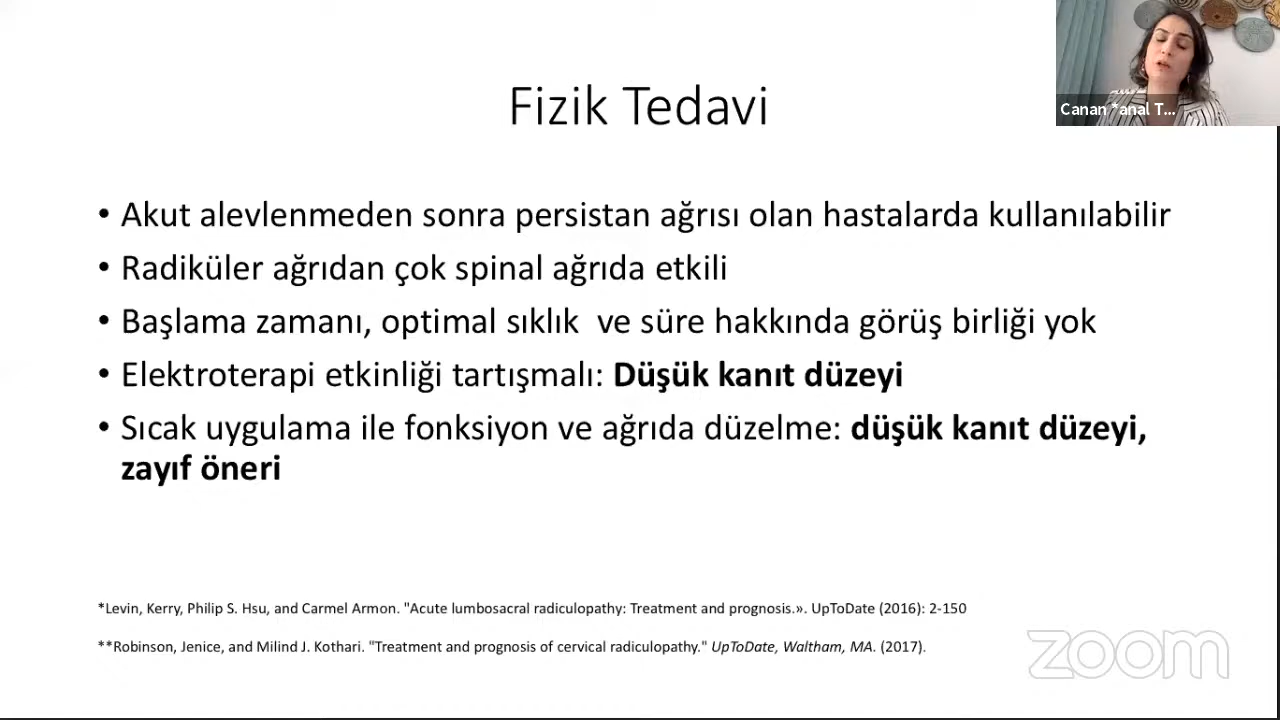 Fizik Tedavi
Canan *anal T...
• Akut alevlenmeden sonra persistan ağrısı olan hastalarda kullanılabilir
• Radiküler ağrıdan çok spinal ağrıda etkili
• Başlama zamanı, optimal sıklık  ve süre hakkında görüş birliği yok
• Elektroterapi etkinliği tartışmalı: Düşük kanıt düzeyi
• Sıcak uygulama ile fonksiyon ve ağrıda düzelme: düşük kanıt düzeyi,
zayıf öneri
*Levin, Kerry, Philip S. Hsu, and Carmel Armon. "Acute lumbosacral radiculopathy: Treatment and prognosis.». UpToDate (2016): 2-150
**Robinson, Jenice, and Milind J. Kothari. "Treatment and prognosis of cervical radiculopathy." UpToDate, Waltham, MA. (2017).
zoom